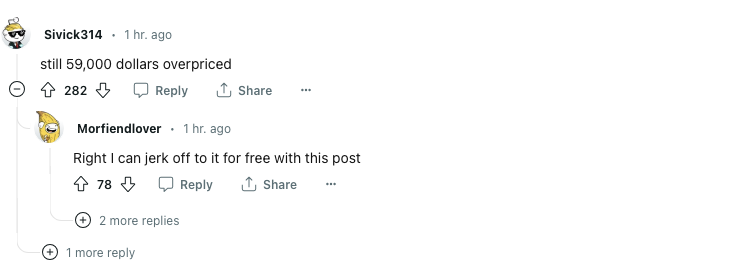 Sivick314 • 1 hr. ago
still 59,000 dollars overpriced
282 Reply Share ...
Morfiendlover • 1 hr. ago
Right I can jerk off to it for free with this post
78 Reply Share ...
2 more replies
1 more reply